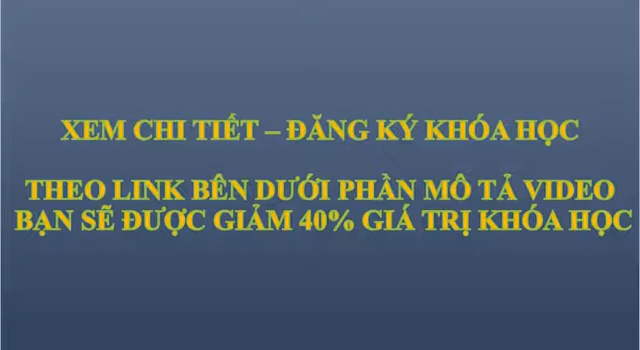 XEM CHI TIẾT – ĐĂNG KÝ KHÓA HỌC
THEO LINK BÊN DƯỚI PHẦN MÔ TẢ VIDEO
BẠN SẼ ĐƯỢC GIẢM 40% GIÁ TRỊ KHÓA HỌC